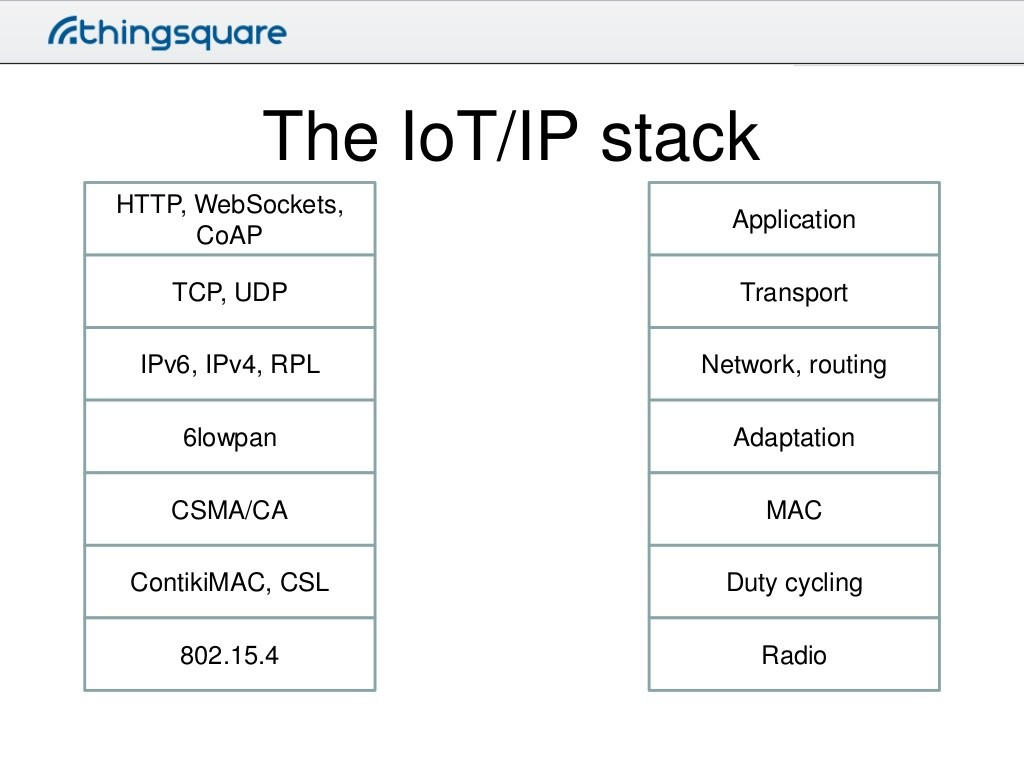 thingsquare
The IoT/IP stack
HTTP, WebSockets,
CoAP
TCP, UDP
IPv6, IPv4, RPL
6lowpan
CSMA/CA
ContikiMAC, CSL
802.15.4
Application
Transport
Network, routing
Adaptation
MAC
Duty cycling
Radio